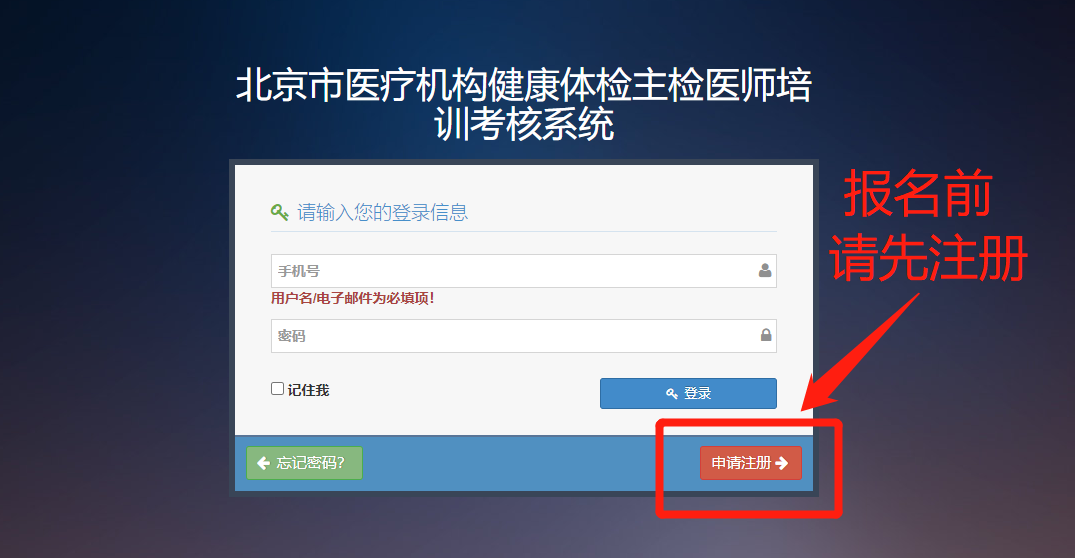 北京市医疗机构健康体检主检医师培
训考核系统
报名前
请先注册
请输入您的登录信息
手机号
用户名/电子邮件为必填项！
密码
记住我
登录
忘记密码？
申请注册